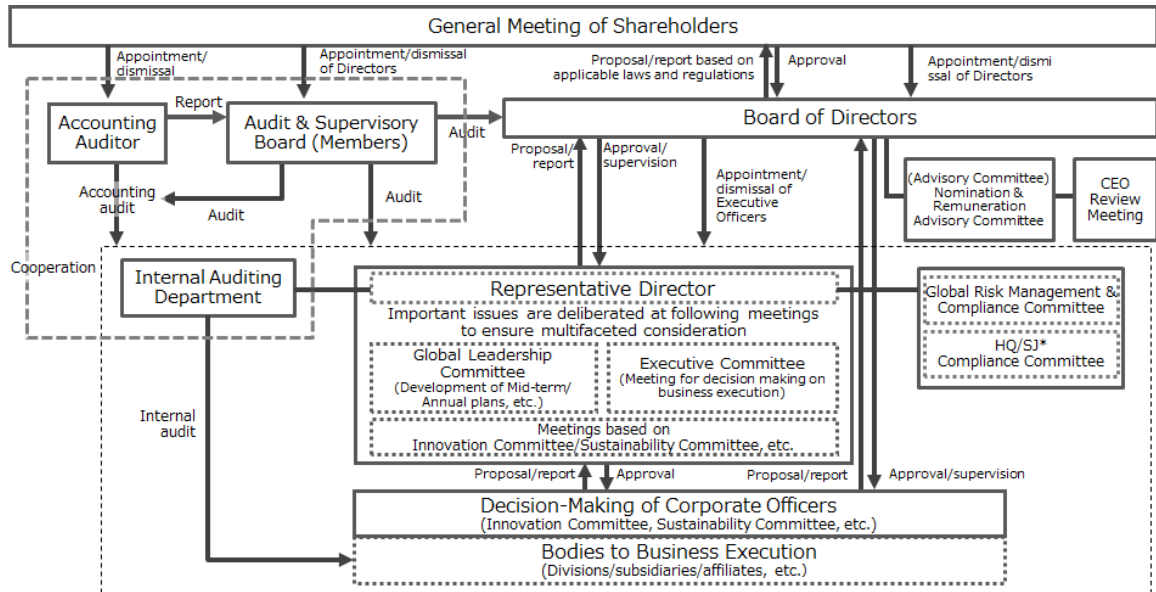 General Meeting of Shareholders
Appointment/
dismissal
Appointment/dismissal
of Directors
Proposal/report based on
applicable laws and regulations
Approval
Appointment/dismi
ssal of Directors
Accounting
Auditor
Report
Audit & Supervisory
Board (Members)
Audit
Board of Directors
Proposal/
report
Approval/
supervision
Appointment/
dismissal of
Executive
Officers
(Advisory Committee)
Nomination &
Remuneration
Advisory Committee
CEO
Review
Meeting
Accounting
audit
Audit
Audit
Cooperation
Internal Auditing
Department
Representative Director
Important issues are deliberated at following meetings
to ensure multifaceted consideration
Global Leadership
Committee
(Development of Mid-term/
Annual plans, etc.)
Executive Committee
(Meeting for decision making on
business execution)
Meetings based on
Innovation Committee/Sustainability Committee, etc.
Global Risk Management &
Compliance Committee
HQ/SJ*
Compliance Committee
Internal
audit
Proposal/report
Approval
Proposal/report
Approval/supervision
Decision-Making of Corporate Officers
(Innovation Committee, Sustainability Committee, etc.)
Bodies to Business Execution
(Divisions/subsidiaries/affiliates, etc.)